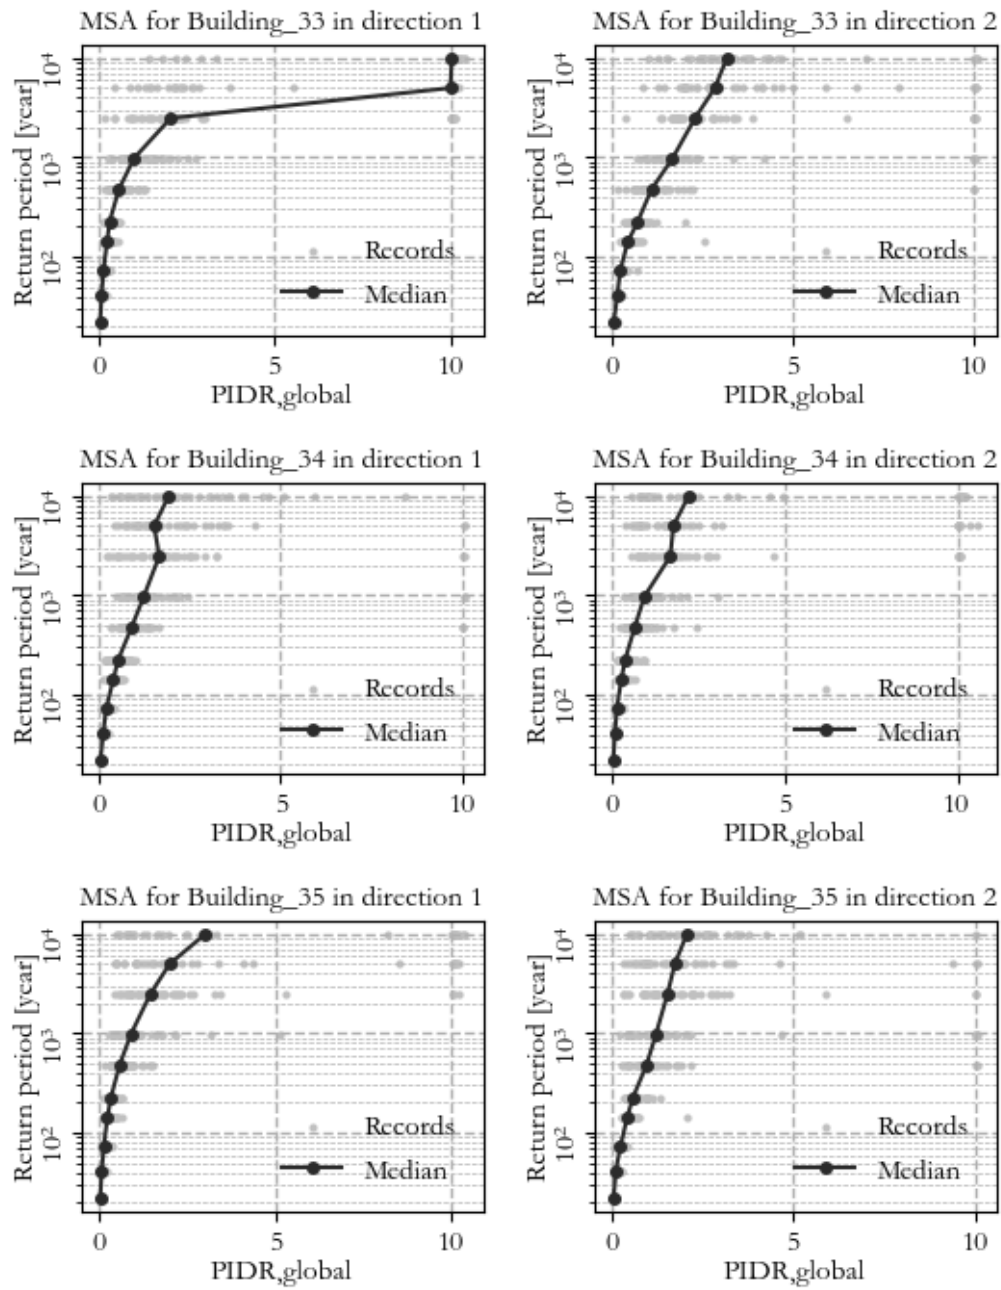 MSA for Building_33 in direction 1
Return period [year]
10⁴
10³
10²
Records
Median
0 5 10
PIDR,global
MSA for Building_33 in direction 2
Return period [year]
10⁴
10³
10²
Records
Median
0 5 10
PIDR,global
MSA for Building_34 in direction 1
Return period [year]
10⁴
10³
10²
Records
Median
0 5 10
PIDR,global
MSA for Building_34 in direction 2
Return period [year]
10⁴
10³
10²
Records
Median
0 5 10
PIDR,global
MSA for Building_35 in direction 1
Return period [year]
10⁴
10³
10²
Records
Median
0 5 10
PIDR,global
MSA for Building_35 in direction 2
Return period [year]
10⁴
10³
10²
Records
Median
0 5 10
PIDR,global